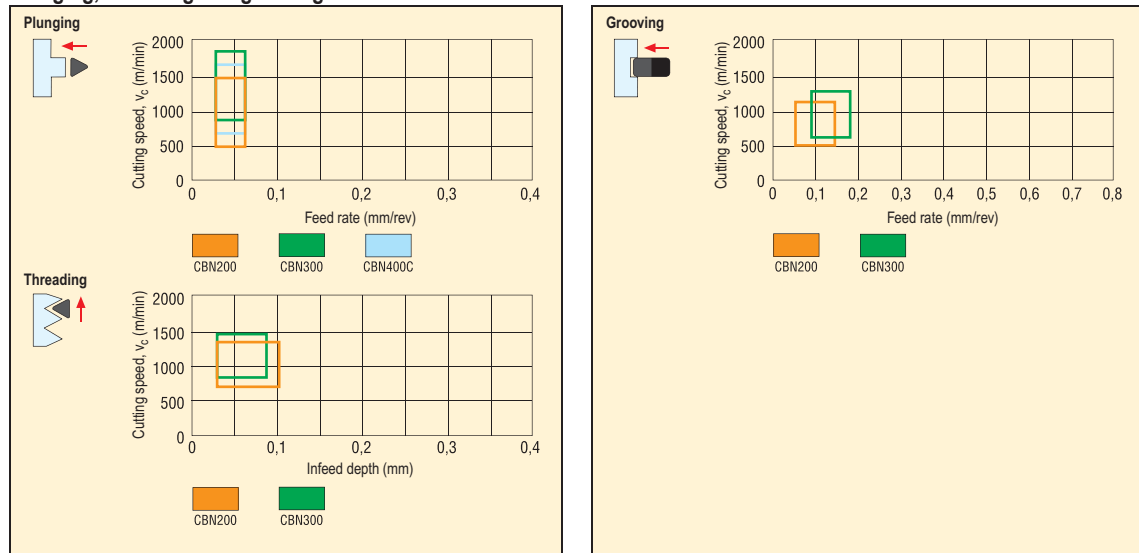 Plunging
2000
1500
1000
500
0
Cutting speed, vc (m/min)
0 0,1 0,2 0,3 0,4
Feed rate (mm/rev)
CBN200 CBN300 CBN400C
Threading
2000
1500
1000
500
0
Cutting speed, vc (m/min)
0 0,1 0,2 0,3 0,4
Infeed depth (mm)
CBN200 CBN300
Grooving
2000
1500
1000
500
0
Cutting speed, vc (m/min)
0 0,1 0,2 0,3 0,4 0,5 0,6 0,7 0,8
Feed rate (mm/rev)
CBN200 CBN300